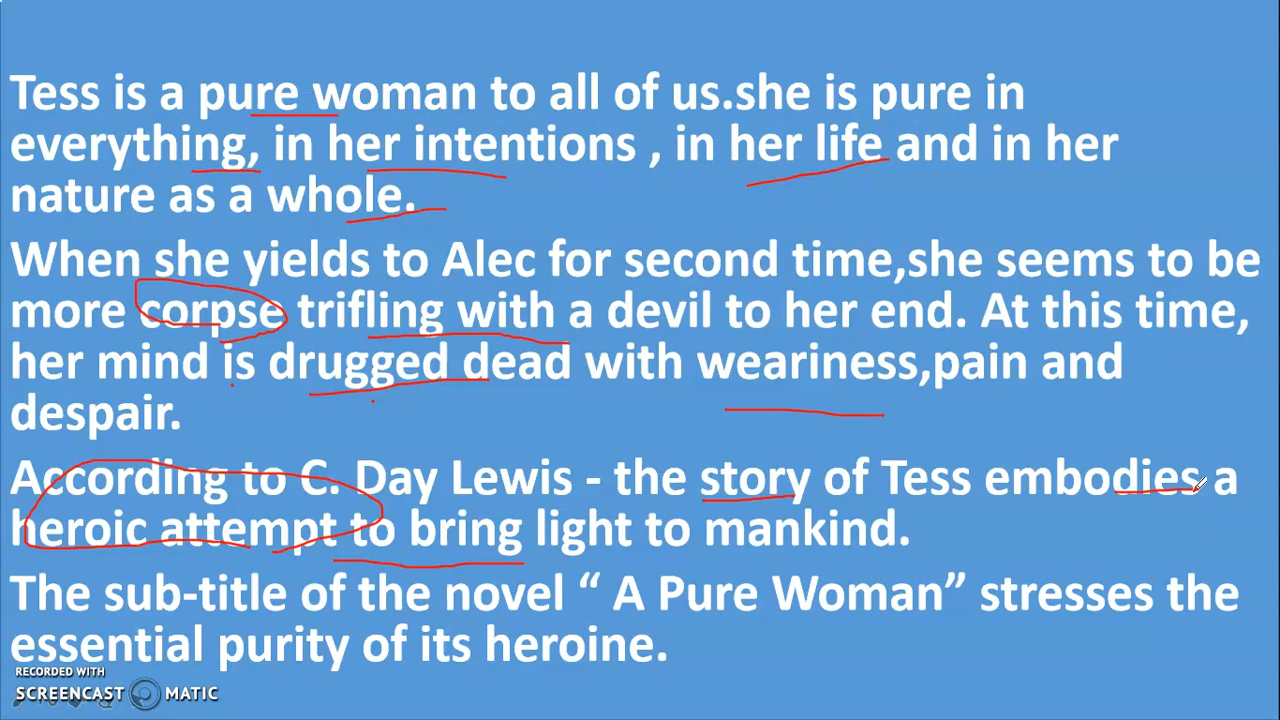 Tess is a pure woman to all of us.she is pure in
everything, in her intentions , in her life and in her
nature as a whole.
When she yields to Alec for second time,she seems to be
more corpse trifling with a devil to her end. At this time,
her mind is drugged dead with weariness,pain and
despair.
According to C. Day Lewis - the story of Tess embodies a
heroic attempt to bring light to mankind.
The sub-title of the novel “ A Pure Woman” stresses the
essential purity of its heroine.
RECORDED WITH
SCREENCAST MATIC